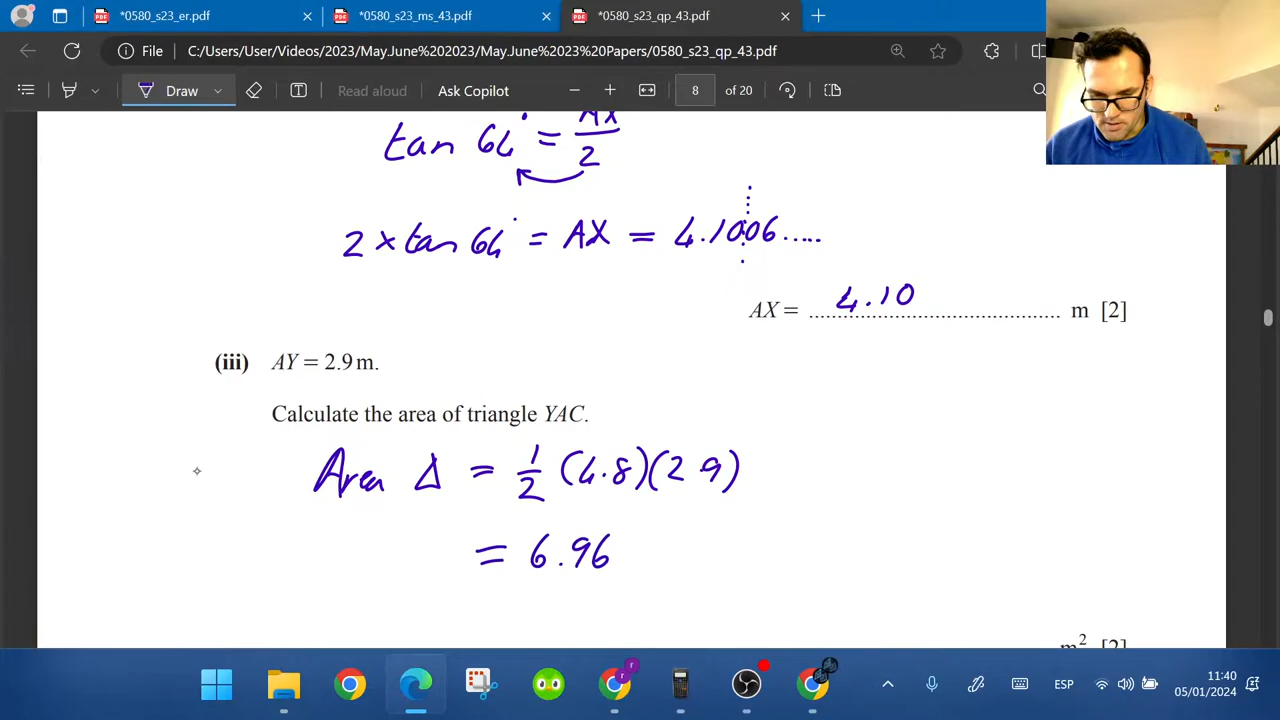 *0580_s23_er.pdf
*0580_s23_ms_43.pdf
*0580_s23_qp_43.pdf
File
C:/Users/User/Videos/2023/May.June%202023/May.June%2023%20Papers/0580_s23_qp_43.pdf
Draw
Read aloud
Ask Copilot
8 of 20
tan 64° = AX/2
2 × tan 64° = AX = 4.1006.....
AX = 4.10 m [2]
(iii) AY = 2.9 m.
Calculate the area of triangle YAC.
Area Δ = 1/2 (4.8)(2.9)
= 6.96
m² [2]
r
r
ESP
11:40
05/01/2024